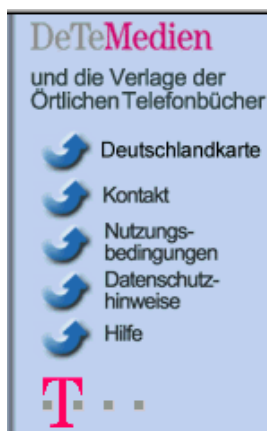 DeTeMedien
und die Verlage der
Örtlichen Telefonbücher
Deutschlandkarte
Kontakt
Nutzungs-
bedingungen
Datenschutz-
hinweise
Hilfe
T